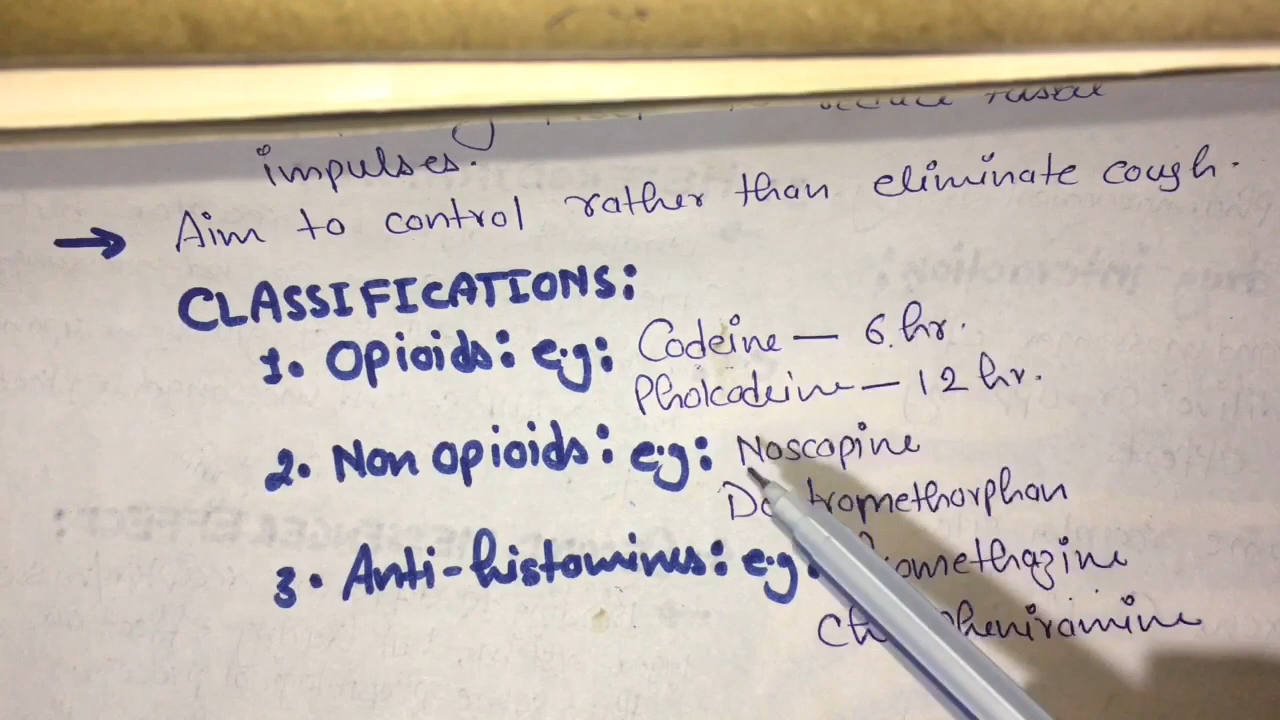 impulses.
→ Aim to control rather than eliminate cough.
CLASSIFICATIONS:
1. Opioids: e.g: Codeine — 6 hr.
Pholcodeine — 12 hr.
2. Non opioids: e.g: Noscopine
3. Anti-histamines: e.g: